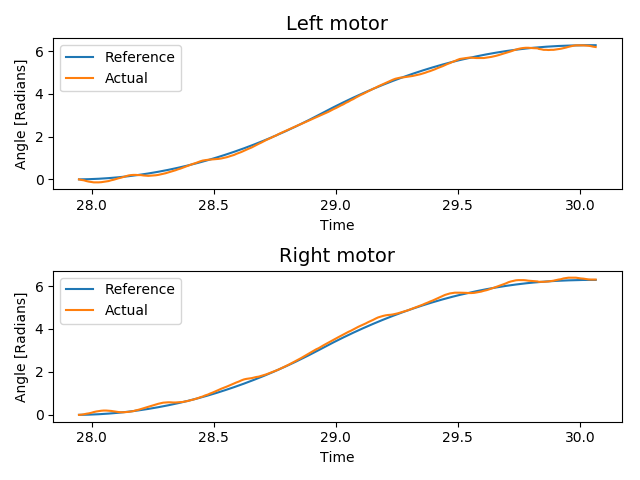 Left motor
Angle [Radians]
6
4
2
0
Reference
Actual
28.0 28.5 29.0 29.5 30.0
Time
Right motor
Angle [Radians]
6
4
2
0
Reference
Actual
28.0 28.5 29.0 29.5 30.0
Time